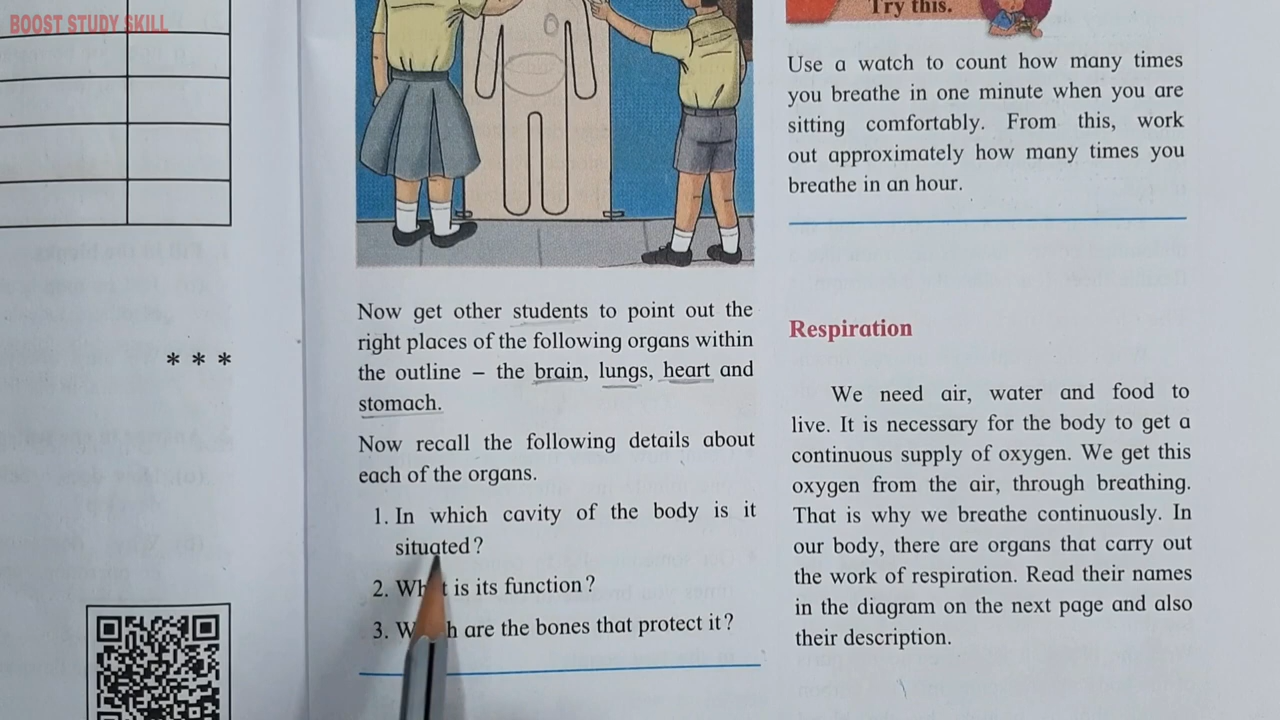 BOOST STUDY SKILL
* * *
Now get other students to point out the
right places of the following organs within
the outline – the brain, lungs, heart and
stomach.
Now recall the following details about
each of the organs.
1. In which cavity of the body is it
situated?
2. What is its function?
3. Which are the bones that protect it?
Try this.
Use a watch to count how many times
you breathe in one minute when you are
sitting comfortably. From this, work
out approximately how many times you
breathe in an hour.
Respiration
We need air, water and food to
live. It is necessary for the body to get a
continuous supply of oxygen. We get this
oxygen from the air, through breathing.
That is why we breathe continuously. In
our body, there are organs that carry out
the work of respiration. Read their names
in the diagram on the next page and also
their description.